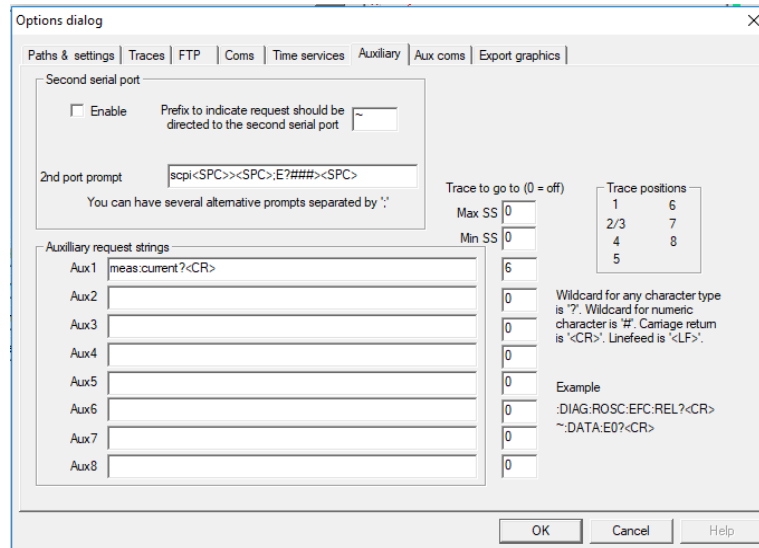 Options dialog
Paths & settings Traces FTP Coms Time services Auxiliary Aux coms Export graphics
Second serial port
Enable
Prefix to indicate request should be
directed to the second serial port
~
2nd port prompt
scpi<SPC>><SPC>;E?###><SPC>
You can have several alternative prompts separated by ';'
Trace to go to (0 = off)
Max SS 0
Min SS 0
Trace positions
1 6
2/3 7
4 8
5
Auxilliary request strings
Aux1 meas:current?<CR> 6
Aux2 0
Aux3 0
Aux4 0
Aux5 0
Aux6 0
Aux7 0
Aux8 0
Wildcard for any character type
is '?'. Wildcard for numeric
character is '#'. Carriage return
is '<CR>'. Linefeed is '<LF>'.
Example
:DIAG:ROSC:EFC:REL?<CR>
~:DATA:E0?<CR>
OK Cancel Help